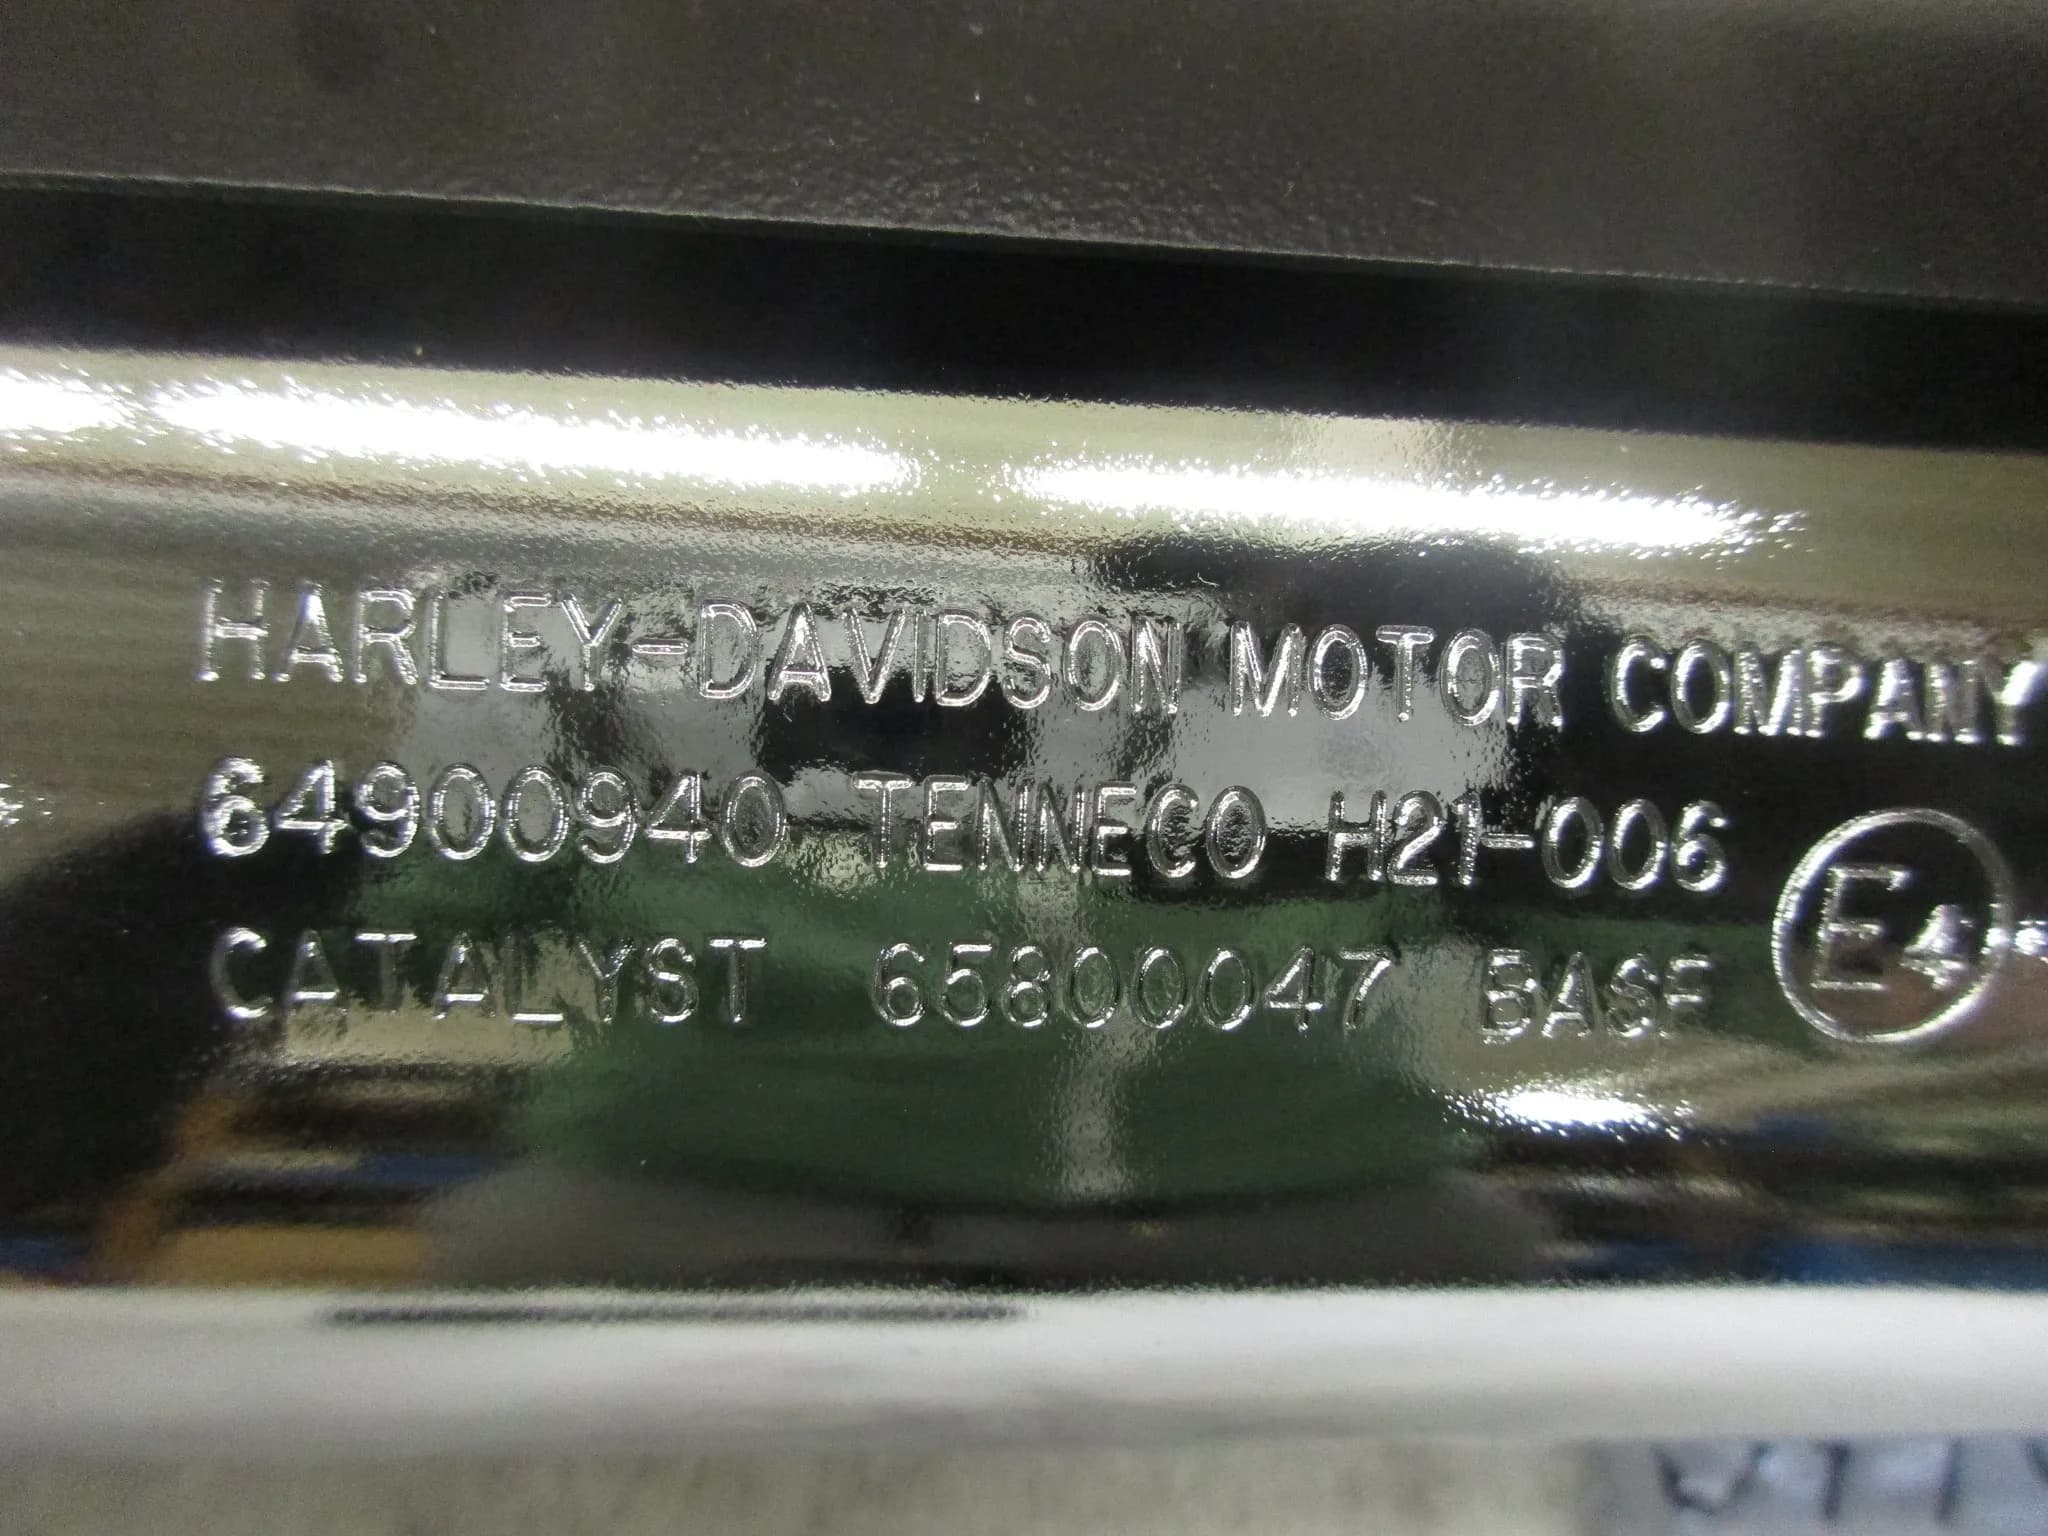 HARLEY-DAVIDSON MOTOR COMPANY
64900940 TENNECO H21-006
CATALYST 65800047 BASF
E4